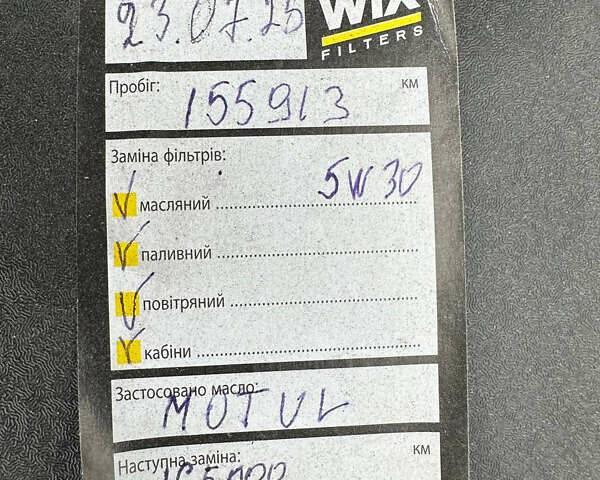 23.07.25
WIX
FILTERS
Пробіг: 155913 км
Заміна фільтрів:
5W30
масляний
паливний
повітряний
кабіни
Застосовано масло:
MOTUL
Наступна заміна: км